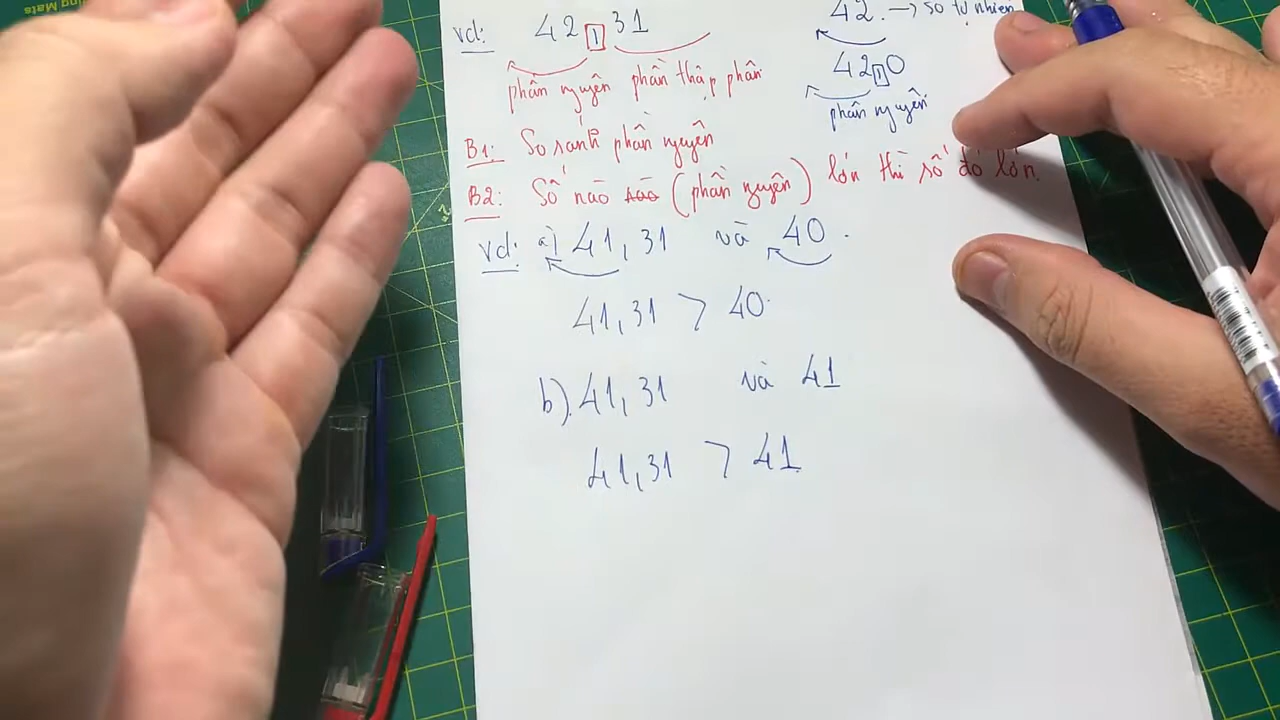 vd: 42,31
42. → số tự nhiên
phần nguyên phần thập phân
42,0
phần nguyên
B1: So sánh phần nguyên
B2: Số nào nào (phần nguyên) lớn thì số đó lớn.
vd: a) 41,31 và 40.
41,31 > 40.
b). 41,31 và 41
41,31 > 41
Mats